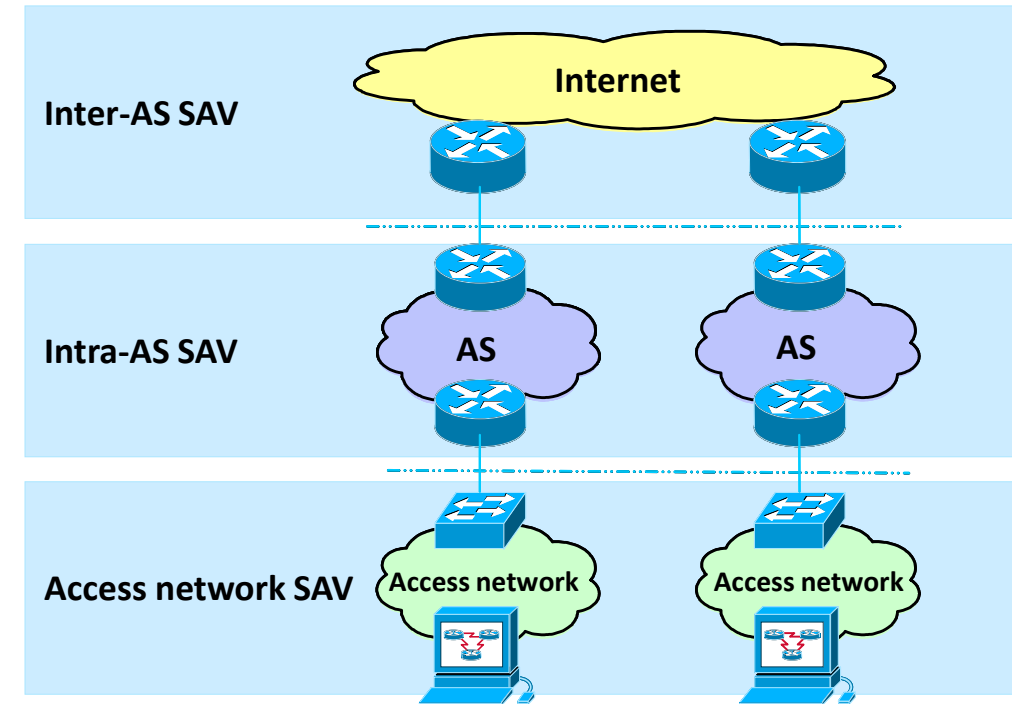 Internet
Inter-AS SAV
Intra-AS SAV
AS
AS
Access network SAV
Access network
Access network